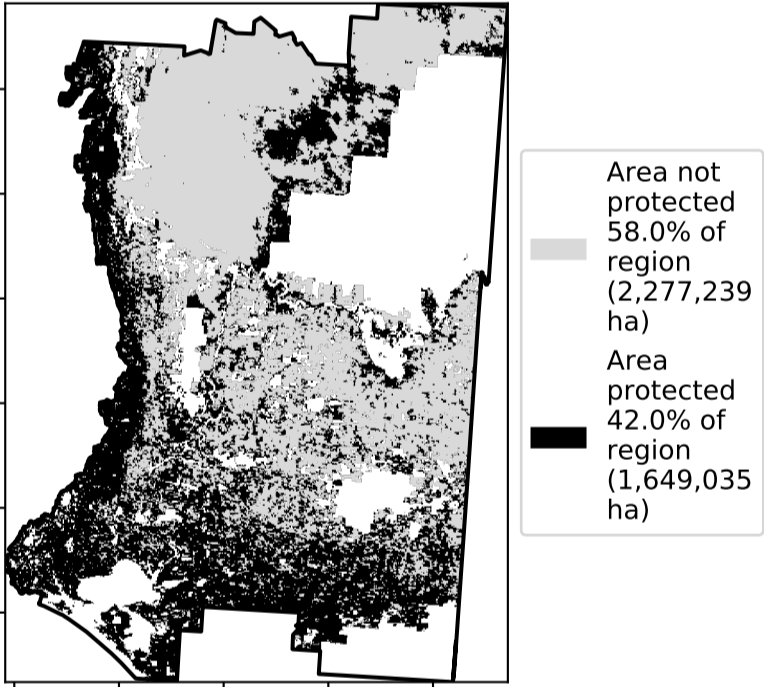 Area not
protected
58.0% of
region
(2,277,239
ha)
Area
protected
42.0% of
region
(1,649,035
ha)